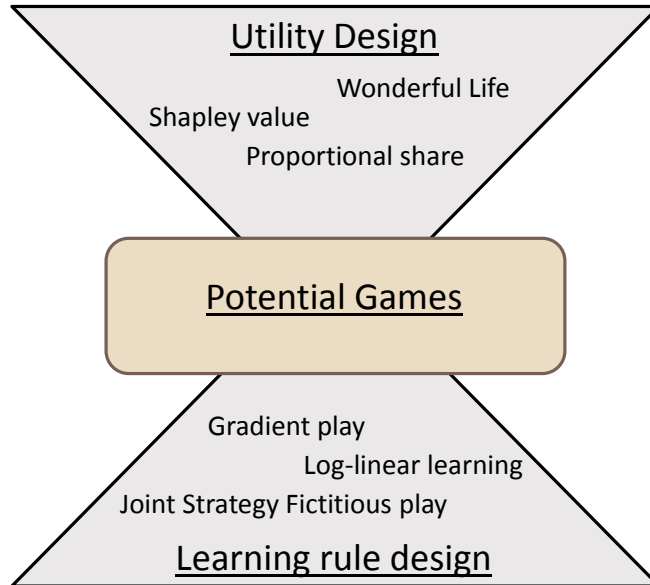 Utility Design
Wonderful Life
Shapley value
Proportional share
Potential Games
Gradient play
Log-linear learning
Joint Strategy Fictitious play
Learning rule design